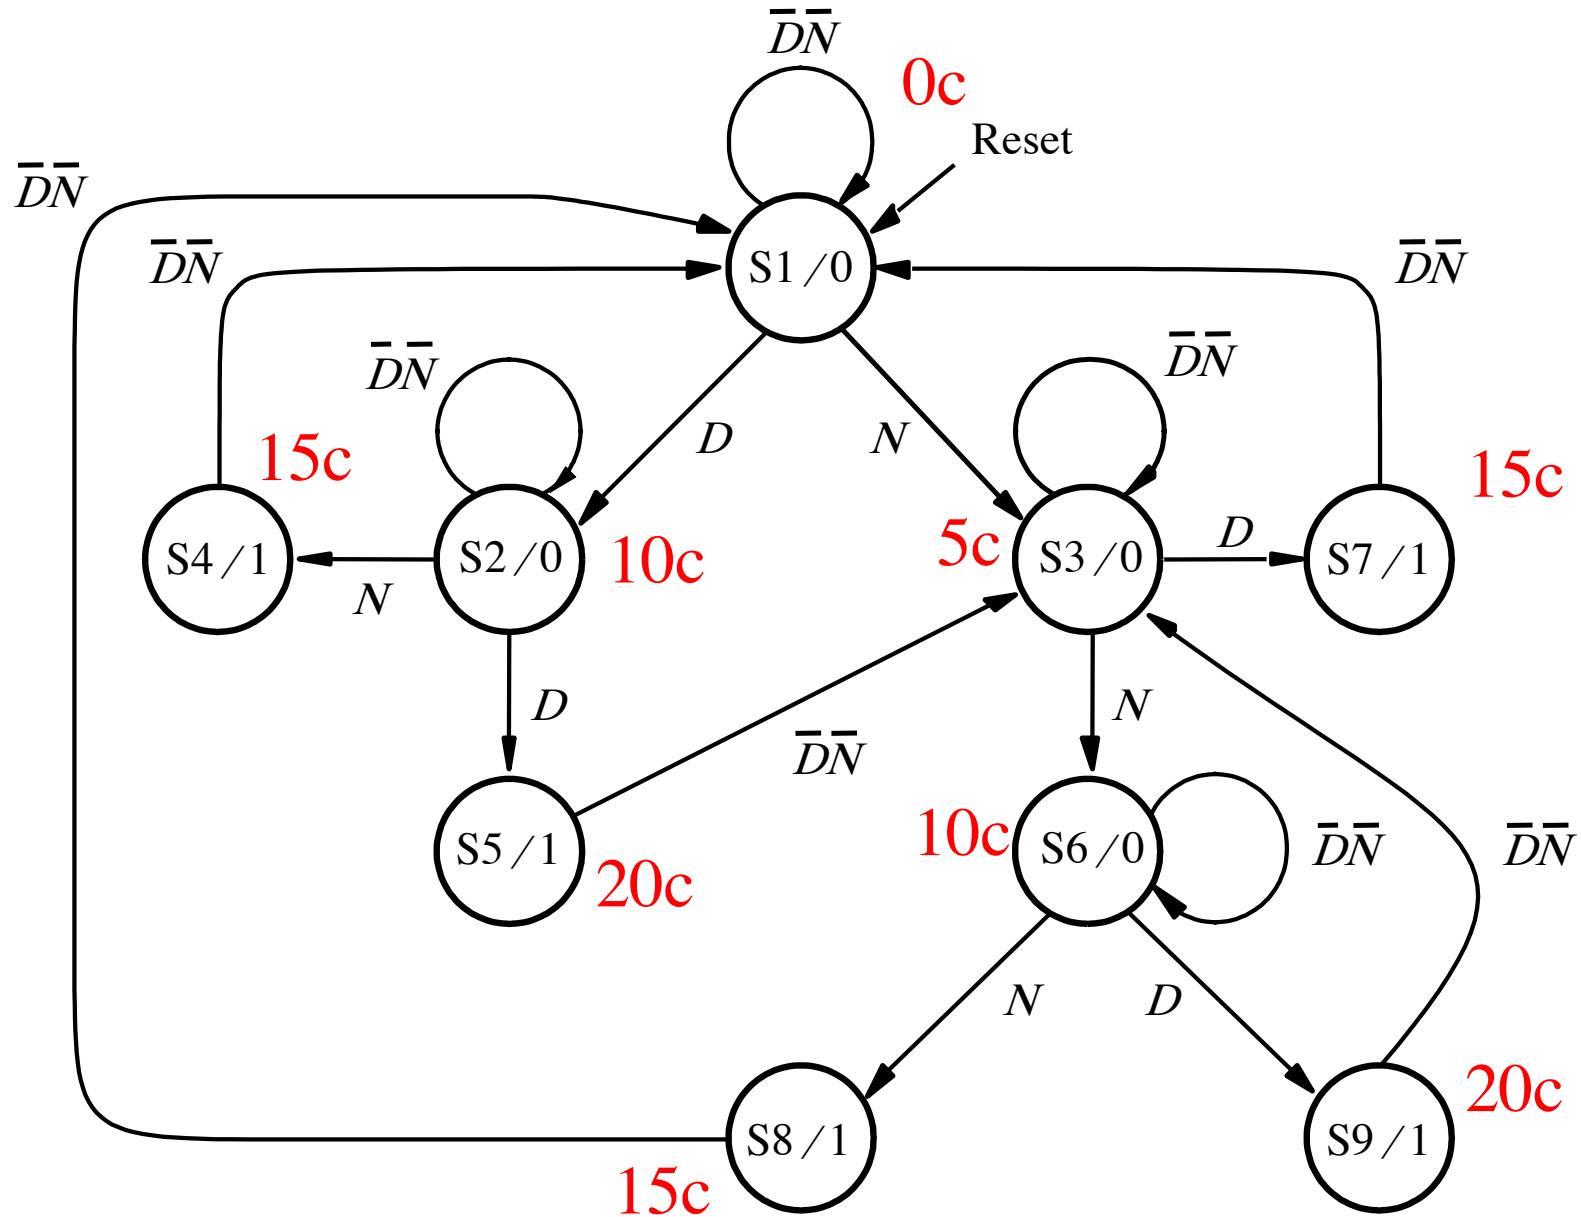 D̅N̅
0c
Reset
D̅N̅
D̅N̅
S1/0
D̅N̅
D̅N̅
D̅N̅
D
N
15c
15c
S4/1
N
S2/0
10c
5c
S3/0
D
S7/1
D
D̅N̅
N
S5/1
20c
10c
S6/0
D̅N̅
D̅N̅
N
D
S8/1
15c
S9/1
20c